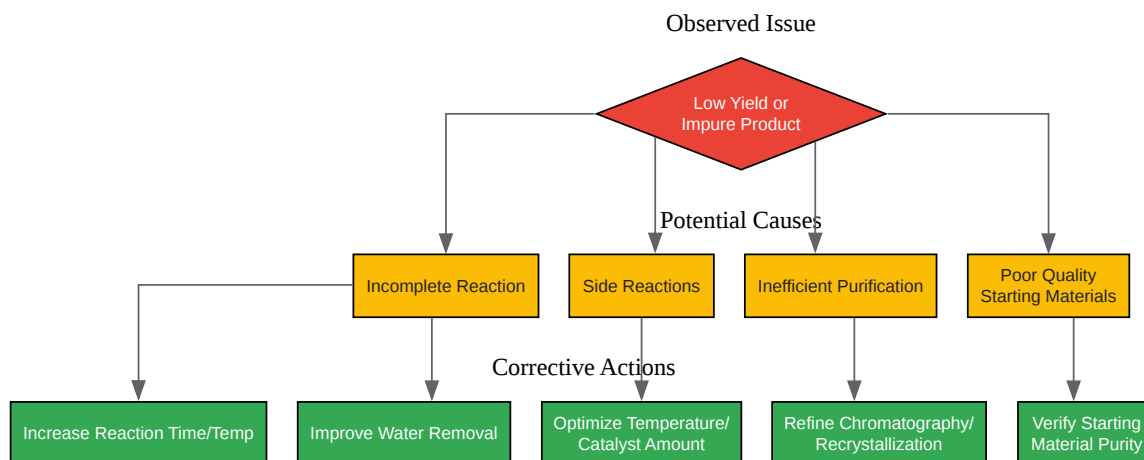 Observed Issue
Low Yield or
Impure Product
Potential Causes
Incomplete Reaction
Side Reactions
Inefficient Purification
Poor Quality
Starting Materials
Corrective Actions
Increase Reaction Time/Temp
Improve Water Removal
Optimize Temperature/
Catalyst Amount
Refine Chromatography/
Recrystallization
Verify Starting
Material Purity